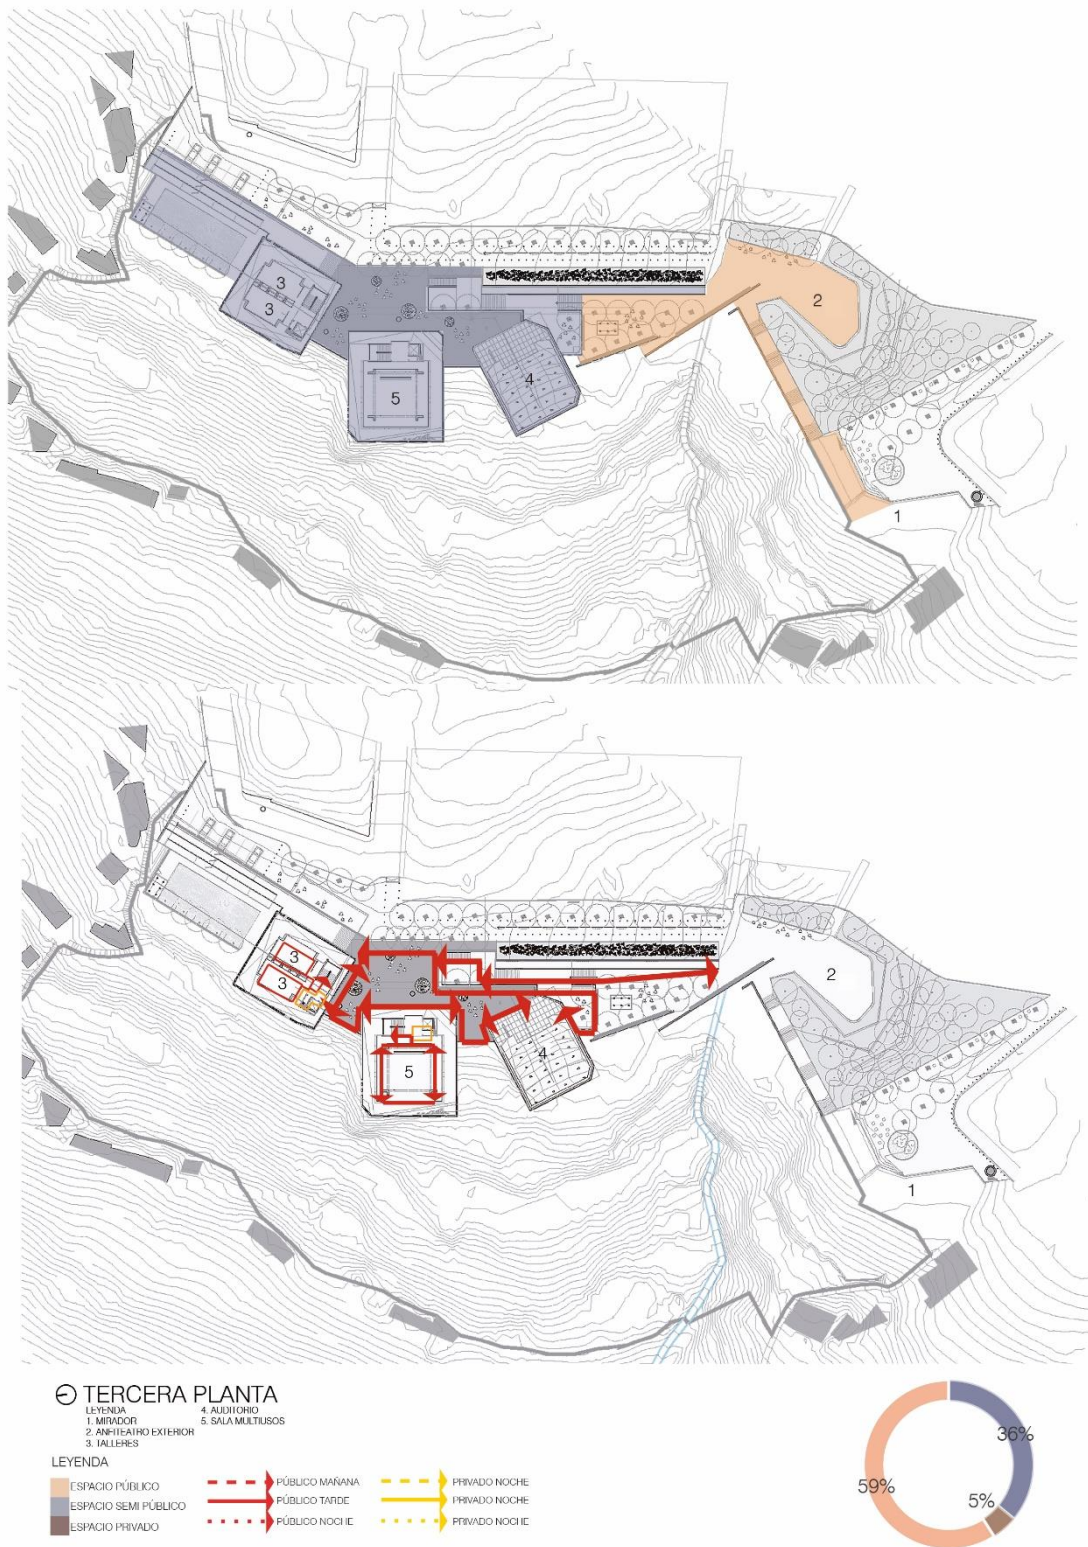 3
3
5
4
2
1
3
3
5
4
2
1
TERCERA PLANTA
LEYENDA
1. MIRADOR
2. ANFITEATRO EXTERIOR
3. TALLERES
4. AUDITORIO
5. SALA MULTIUSOS
LEYENDA
ESPACIO PÚBLICO
ESPACIO SEMI PÚBLICO
ESPACIO PRIVADO
PÚBLICO MAÑANA
PÚBLICO TARDE
PÚBLICO NOCHE
PRIVADO NOCHE
PRIVADO NOCHE
PRIVADO NOCHE
36%
59%
5%